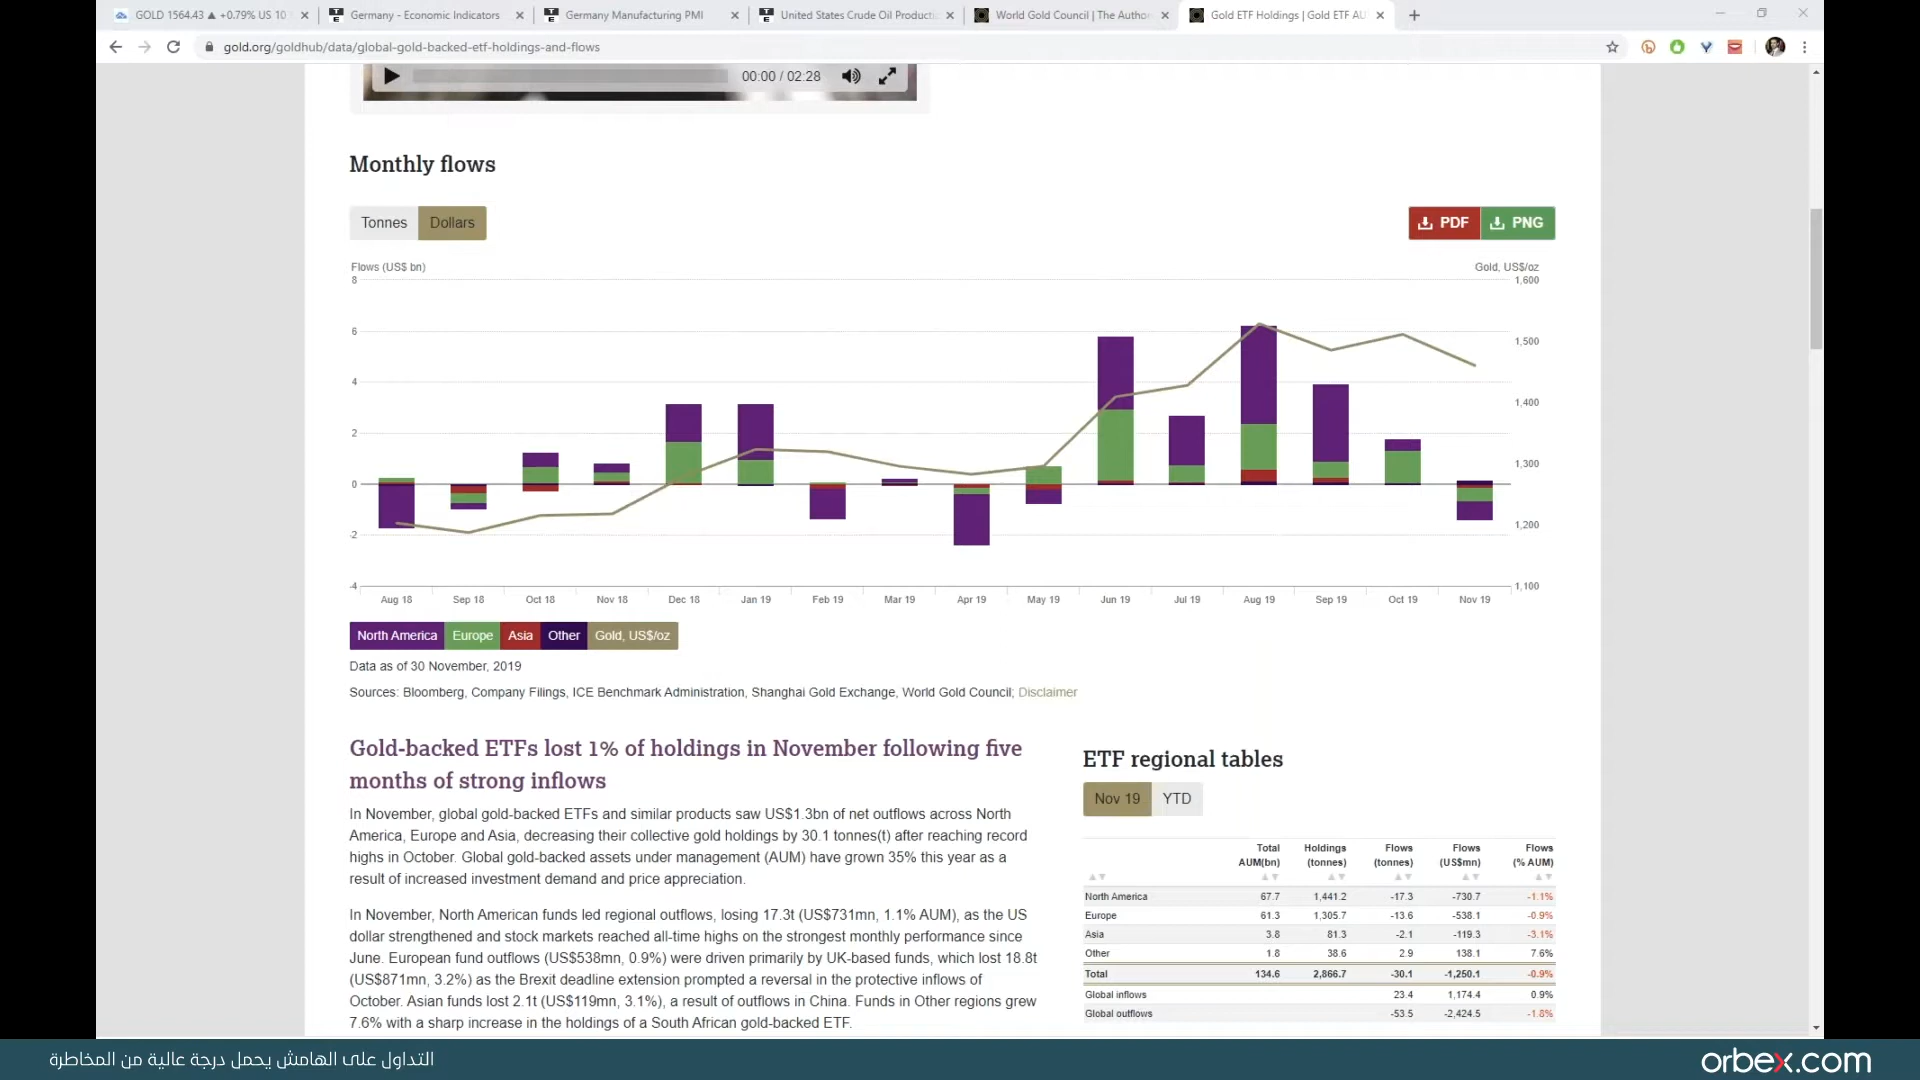 GOLD 1564.43 ▲ +0.79% US 10
Germany - Economic Indicators
Germany Manufacturing PMI
United States Crude Oil Producti
World Gold Council | The Autho
Gold ETF Holdings | Gold ETF AU
gold.org/goldhub/data/global-gold-backed-etf-holdings-and-flows
00:00 / 02:28
Monthly flows
Tonnes Dollars
PDF PNG
Flows (US$ bn) Gold, US$/oz
8 1,600
6
1,500
4
1,400
2
1,300
0
1,200
-2
-4 1,100
Aug 18 Sep 18 Oct 18 Nov 18 Dec 18 Jan 19 Feb 19 Mar 19 Apr 19 May 19 Jun 19 Jul 19 Aug 19 Sep 19 Oct 19 Nov 19
North America Europe Asia Other Gold, US$/oz
Data as of 30 November, 2019
Sources: Bloomberg, Company Filings, ICE Benchmark Administration, Shanghai Gold Exchange, World Gold Council; Disclaimer
Gold-backed ETFs lost 1% of holdings in November following five
months of strong inflows
In November, global gold-backed ETFs and similar products saw US$1.3bn of net outflows across North
America, Europe and Asia, decreasing their collective gold holdings by 30.1 tonnes(t) after reaching record
highs in October. Global gold-backed assets under management (AUM) have grown 35% this year as a
result of increased investment demand and price appreciation.
In November, North American funds led regional outflows, losing 17.3t (US$731mn, 1.1% AUM), as the US
dollar strengthened and stock markets reached all-time highs on the strongest monthly performance since
June. European fund outflows (US$538mn, 0.9%) were driven primarily by UK-based funds, which lost 18.8t
(US$871mn, 3.2%) as the Brexit deadline extension prompted a reversal in the protective inflows of
October. Asian funds lost 2.1t (US$119mn, 3.1%), a result of outflows in China. Funds in Other regions grew
7.6% with a sharp increase in the holdings of a South African gold-backed ETF.
ETF regional tables
Nov 19 YTD
Total Holdings Flows Flows Flows
AUM(bn) (tonnes) (tonnes) (US$mn) (% AUM)
North America 67.7 1,441.2 -17.3 -730.7 -1.1%
Europe 61.3 1,305.7 -13.6 -538.1 -0.9%
Asia 3.8 81.3 -2.1 -119.3 -3.1%
Other 1.8 38.6 2.9 138.1 7.6%
Total 134.6 2,866.7 -30.1 -1,250.1 -0.9%
Global inflows 23.4 1,174.4 0.9%
Global outflows -53.5 -2,424.5 -1.8%
التداول على الهامش يحمل درجة عالية من المخاطرة
orbex.com